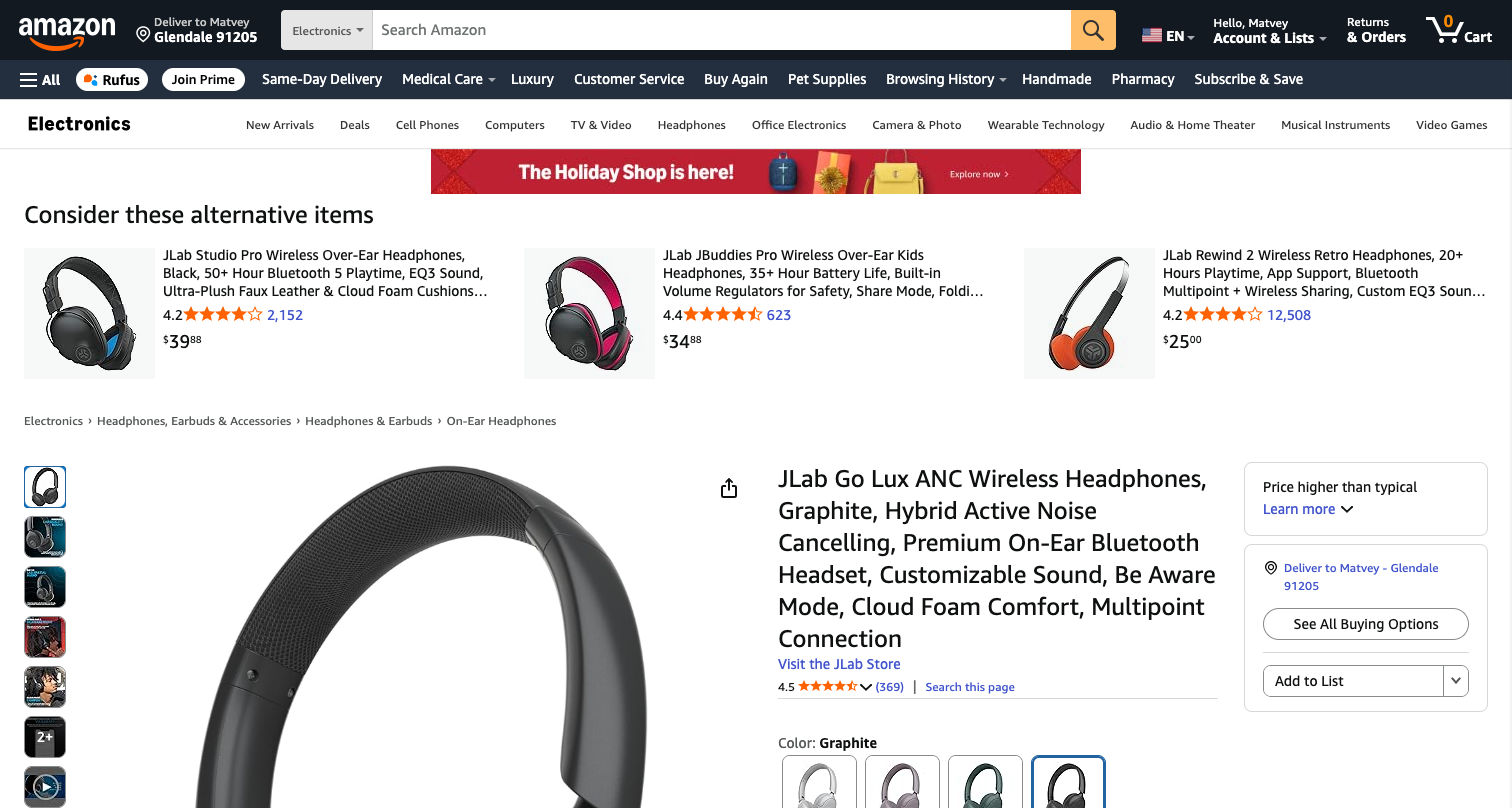 amazon
Deliver to Matvey
Glendale 91205
Electronics
Search Amazon
EN
Hello, Matvey
Account & Lists
Returns
& Orders
0
Cart
All
Rufus
Join Prime
Same-Day Delivery
Medical Care
Luxury
Customer Service
Buy Again
Pet Supplies
Browsing History
Handmade
Pharmacy
Subscribe & Save
Electronics
New Arrivals
Deals
Cell Phones
Computers
TV & Video
Headphones
Office Electronics
Camera & Photo
Wearable Technology
Audio & Home Theater
Musical Instruments
Video Games
The Holiday Shop is here!
Explore now ›
Consider these alternative items
JLab Studio Pro Wireless Over-Ear Headphones,
Black, 50+ Hour Bluetooth 5 Playtime, EQ3 Sound,
Ultra-Plush Faux Leather & Cloud Foam Cushions…
4.2 2,152
$39 88
JLab JBuddies Pro Wireless Over-Ear Kids
Headphones, 35+ Hour Battery Life, Built-in
Volume Regulators for Safety, Share Mode, Foldi…
4.4 623
$34 88
JLab Rewind 2 Wireless Retro Headphones, 20+
Hours Playtime, App Support, Bluetooth
Multipoint + Wireless Sharing, Custom EQ3 Soun…
4.2 12,508
$25 00
Electronics › Headphones, Earbuds & Accessories › Headphones & Earbuds › On-Ear Headphones
2+
JLab Go Lux ANC Wireless Headphones,
Graphite, Hybrid Active Noise
Cancelling, Premium On-Ear Bluetooth
Headset, Customizable Sound, Be Aware
Mode, Cloud Foam Comfort, Multipoint
Connection
Visit the JLab Store
4.5 (369) | Search this page
Color: Graphite
Price higher than typical
Learn more
Deliver to Matvey - Glendale
91205
See All Buying Options
Add to List